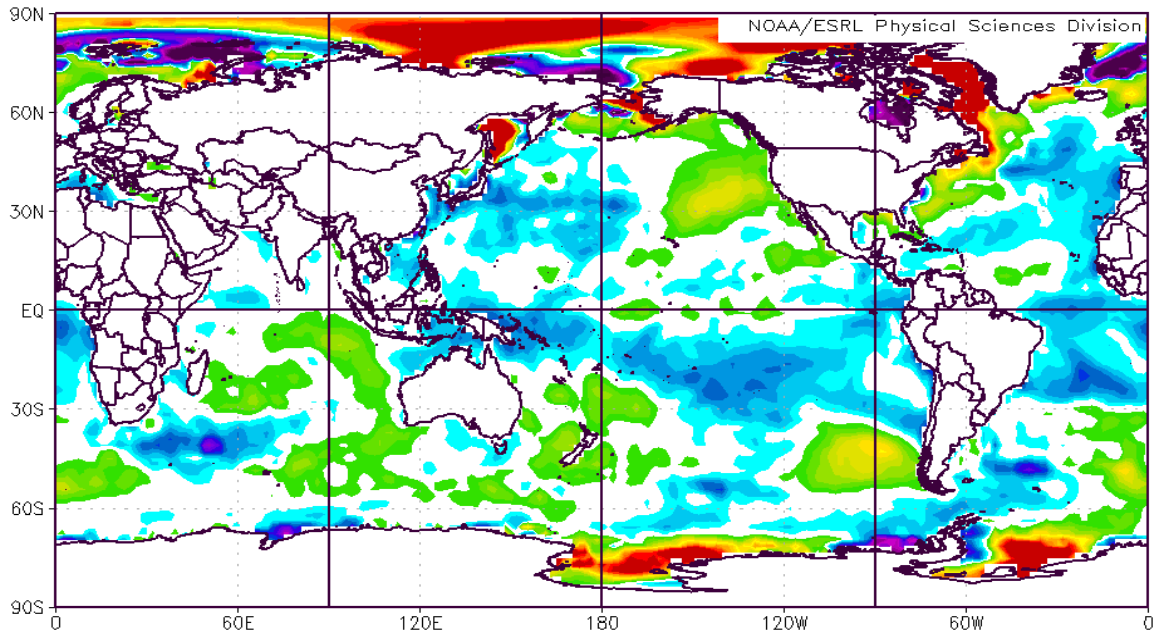 90N
NOAA/ESRL Physical Sciences Division
60N
30N
EQ
30S
60S
90S
0 60E 120E 180 120W 60W 0